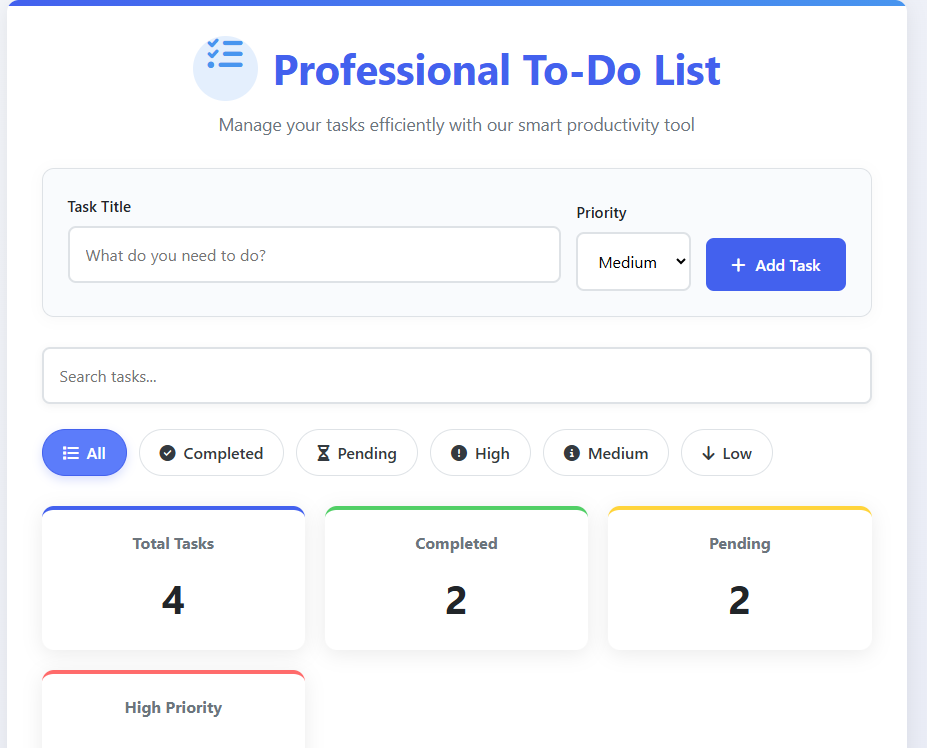 Professional To-Do List
Manage your tasks efficiently with our smart productivity tool
Task Title
Priority
What do you need to do?
Medium
+ Add Task
Search tasks...
All
Completed
Pending
High
Medium
Low
Total Tasks
Completed
Pending
4
2
2
High Priority